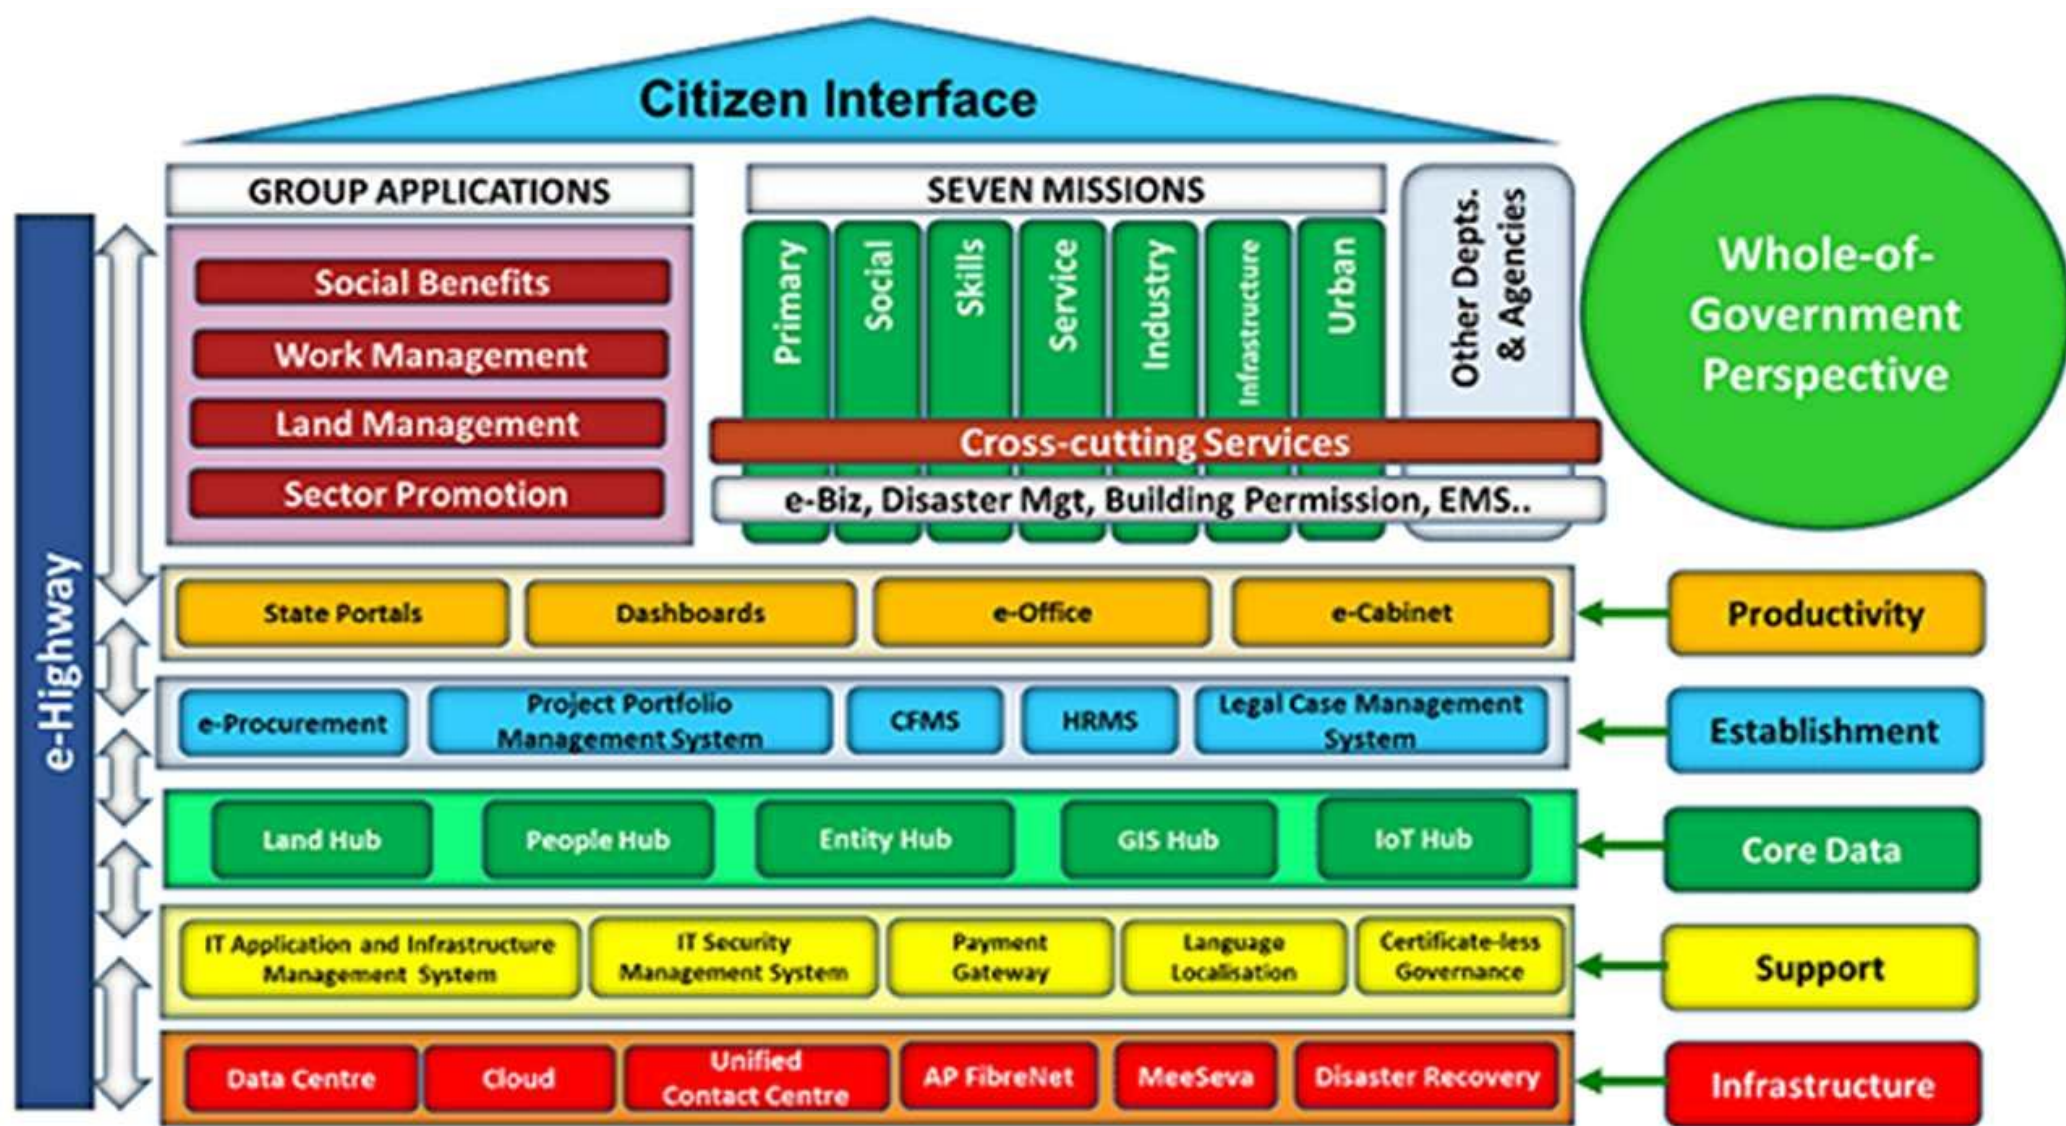 Citizen Interface
GROUP APPLICATIONS
Social Benefits
Work Management
Land Management
Sector Promotion
SEVEN MISSIONS
Primary
Social
Skills
Service
Industry
Infrastructure
Urban
Other Depts.
& Agencies
Cross-cutting Services
e-Biz, Disaster Mgt, Building Permission, EMS..
Whole-of-
Government
Perspective
e-Highway
State Portals
Dashboards
e-Office
e-Cabinet
Productivity
e-Procurement
Project Portfolio
Management System
CFMS
HRMS
Legal Case Management
System
Establishment
Land Hub
People Hub
Entity Hub
GIS Hub
IoT Hub
Core Data
IT Application and Infrastructure
Management System
IT Security
Management System
Payment
Gateway
Language
Localisation
Certificate-less
Governance
Support
Data Centre
Cloud
Unified
Contact Centre
AP FibreNet
MeeSeva
Disaster Recovery
Infrastructure